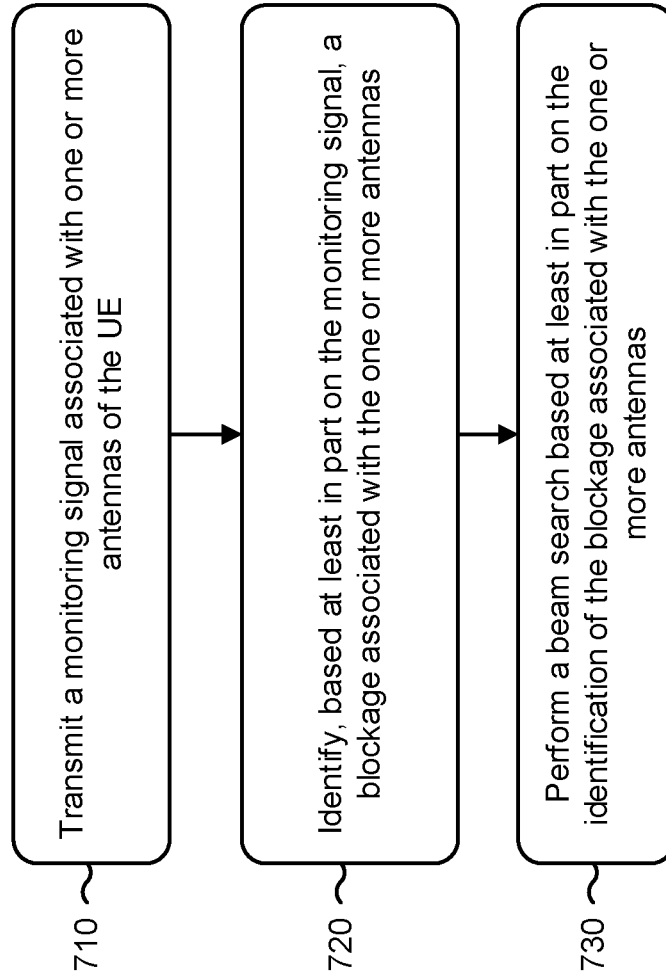 710
Transmit a monitoring signal associated with one or more
antennas of the UE
720
Identify, based at least in part on the monitoring signal, a
blockage associated with the one or more antennas
730
Perform a beam search based at least in part on the
identification of the blockage associated with the one or
more antennas